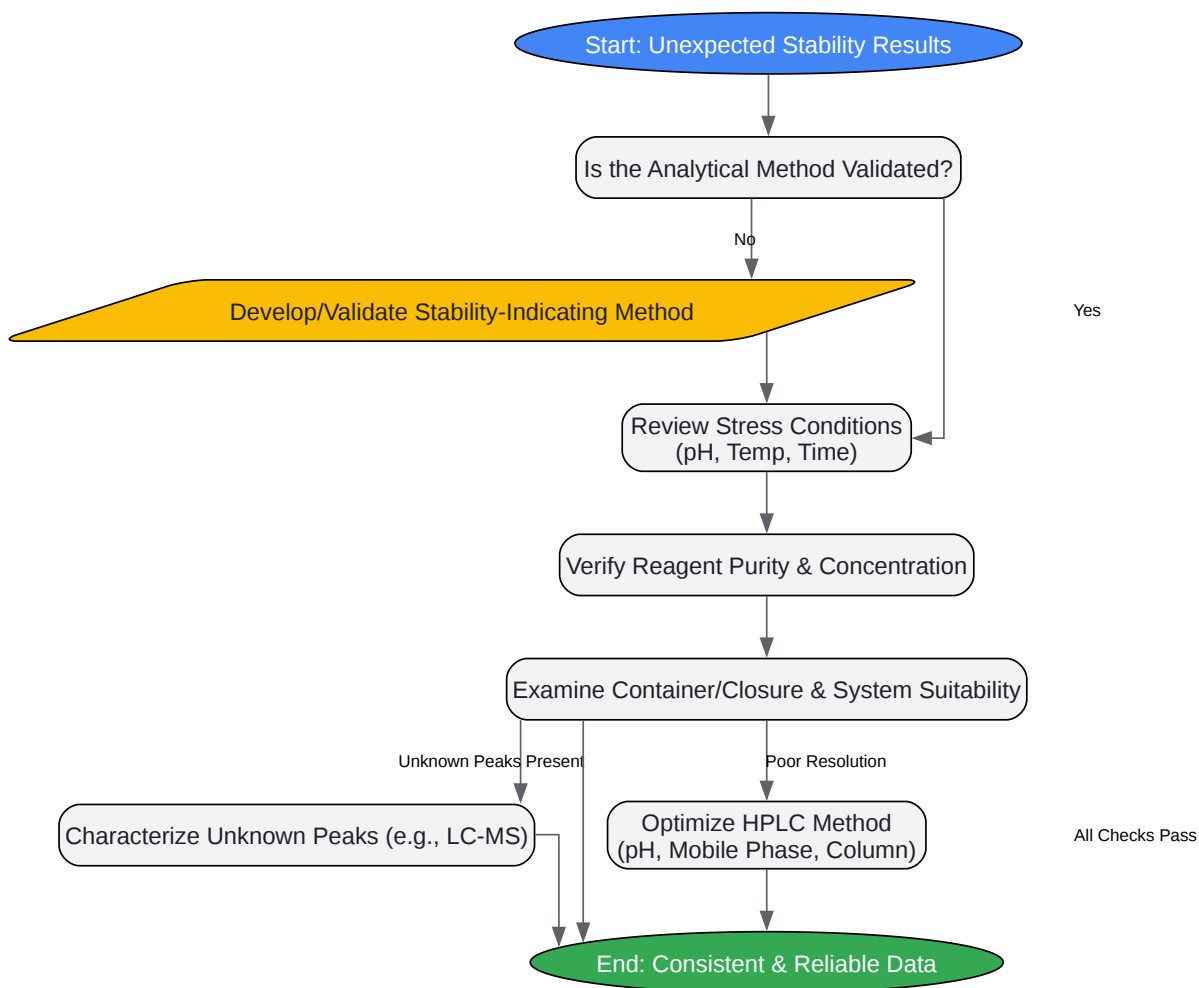 Start: Unexpected Stability Results
Is the Analytical Method Validated?
No
Develop/Validate Stability-Indicating Method
Yes
Review Stress Conditions
(pH, Temp, Time)
Verify Reagent Purity & Concentration
Examine Container/Closure & System Suitability
Unknown Peaks Present
Poor Resolution
Characterize Unknown Peaks (e.g., LC-MS)
Optimize HPLC Method
(pH, Mobile Phase, Column)
All Checks Pass
End: Consistent & Reliable Data